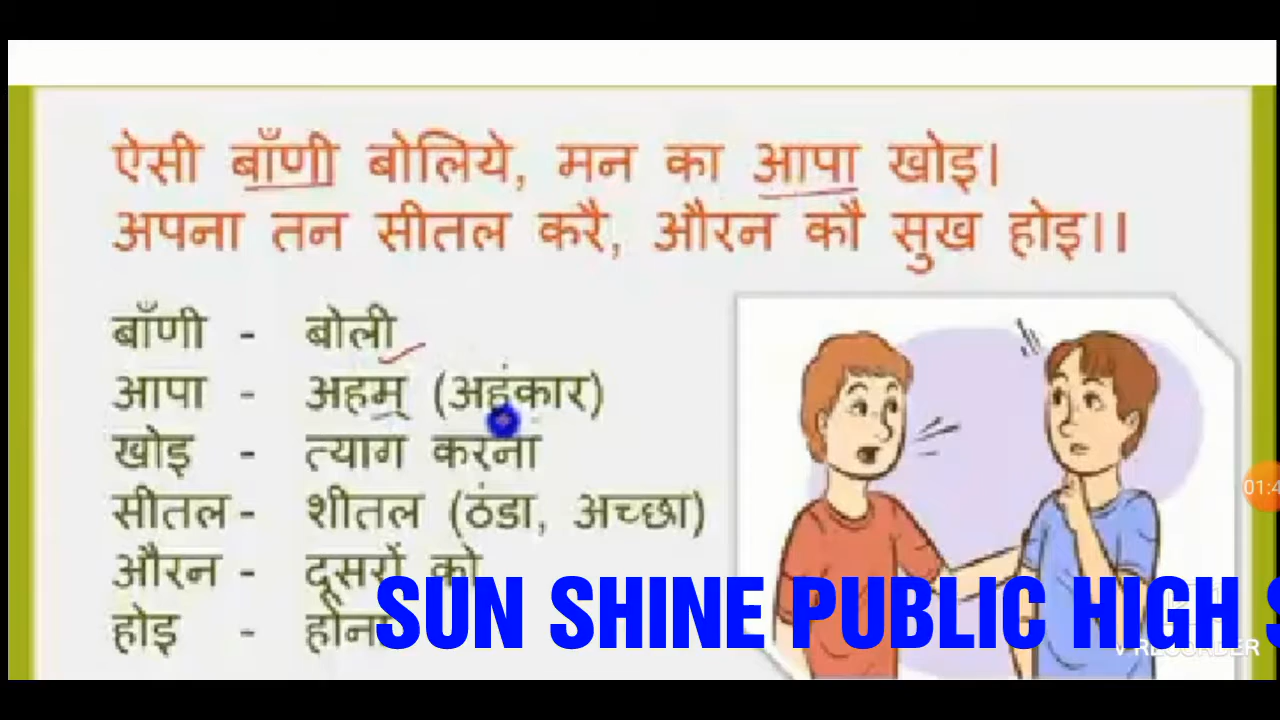 ऐसी बाँणी बोलिये, मन का आपा खोइ।
अपना तन सीतल करै, औरन कौ सुख होइ।।
बाँणी - बोली
आपा - अहम् (अहंकार)
खोइ - त्याग करना
सीतल - शीतल (ठंडा, अच्छा)
औरन - दूसरों को
होइ - होना
SUN SHINE PUBLIC HIGH S
V RECORDER
01:4